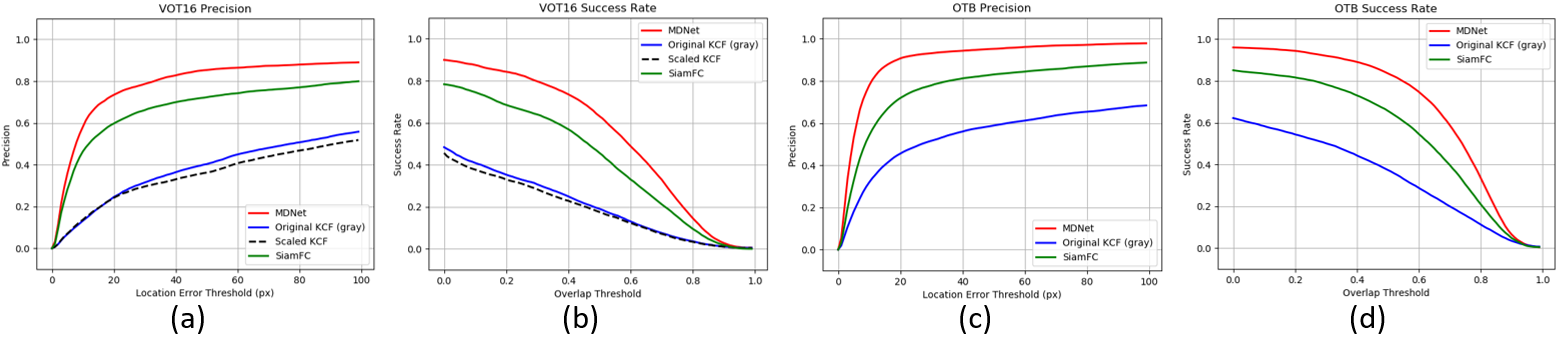 VOT16 Precision
Precision
1.0
0.8
0.6
0.4
0.2
0.0
0 20 40 60 80 100
Location Error Threshold (px)
MDNet
Original KCF (gray)
Scaled KCF
SiamFC
(a)
VOT16 Success Rate
Success Rate
1.0
0.8
0.6
0.4
0.2
0.0
0.0 0.2 0.4 0.6 0.8 1.0
Overlap Threshold
MDNet
Original KCF (gray)
Scaled KCF
SiamFC
(b)
OTB Precision
Precision
1.0
0.8
0.6
0.4
0.2
0.0
0 20 40 60 80 100
Location Error Threshold (px)
MDNet
Original KCF (gray)
SiamFC
(c)
OTB Success Rate
Success Rate
1.0
0.8
0.6
0.4
0.2
0.0
0.0 0.2 0.4 0.6 0.8 1.0
Overlap Threshold
MDNet
Original KCF (gray)
SiamFC
(d)